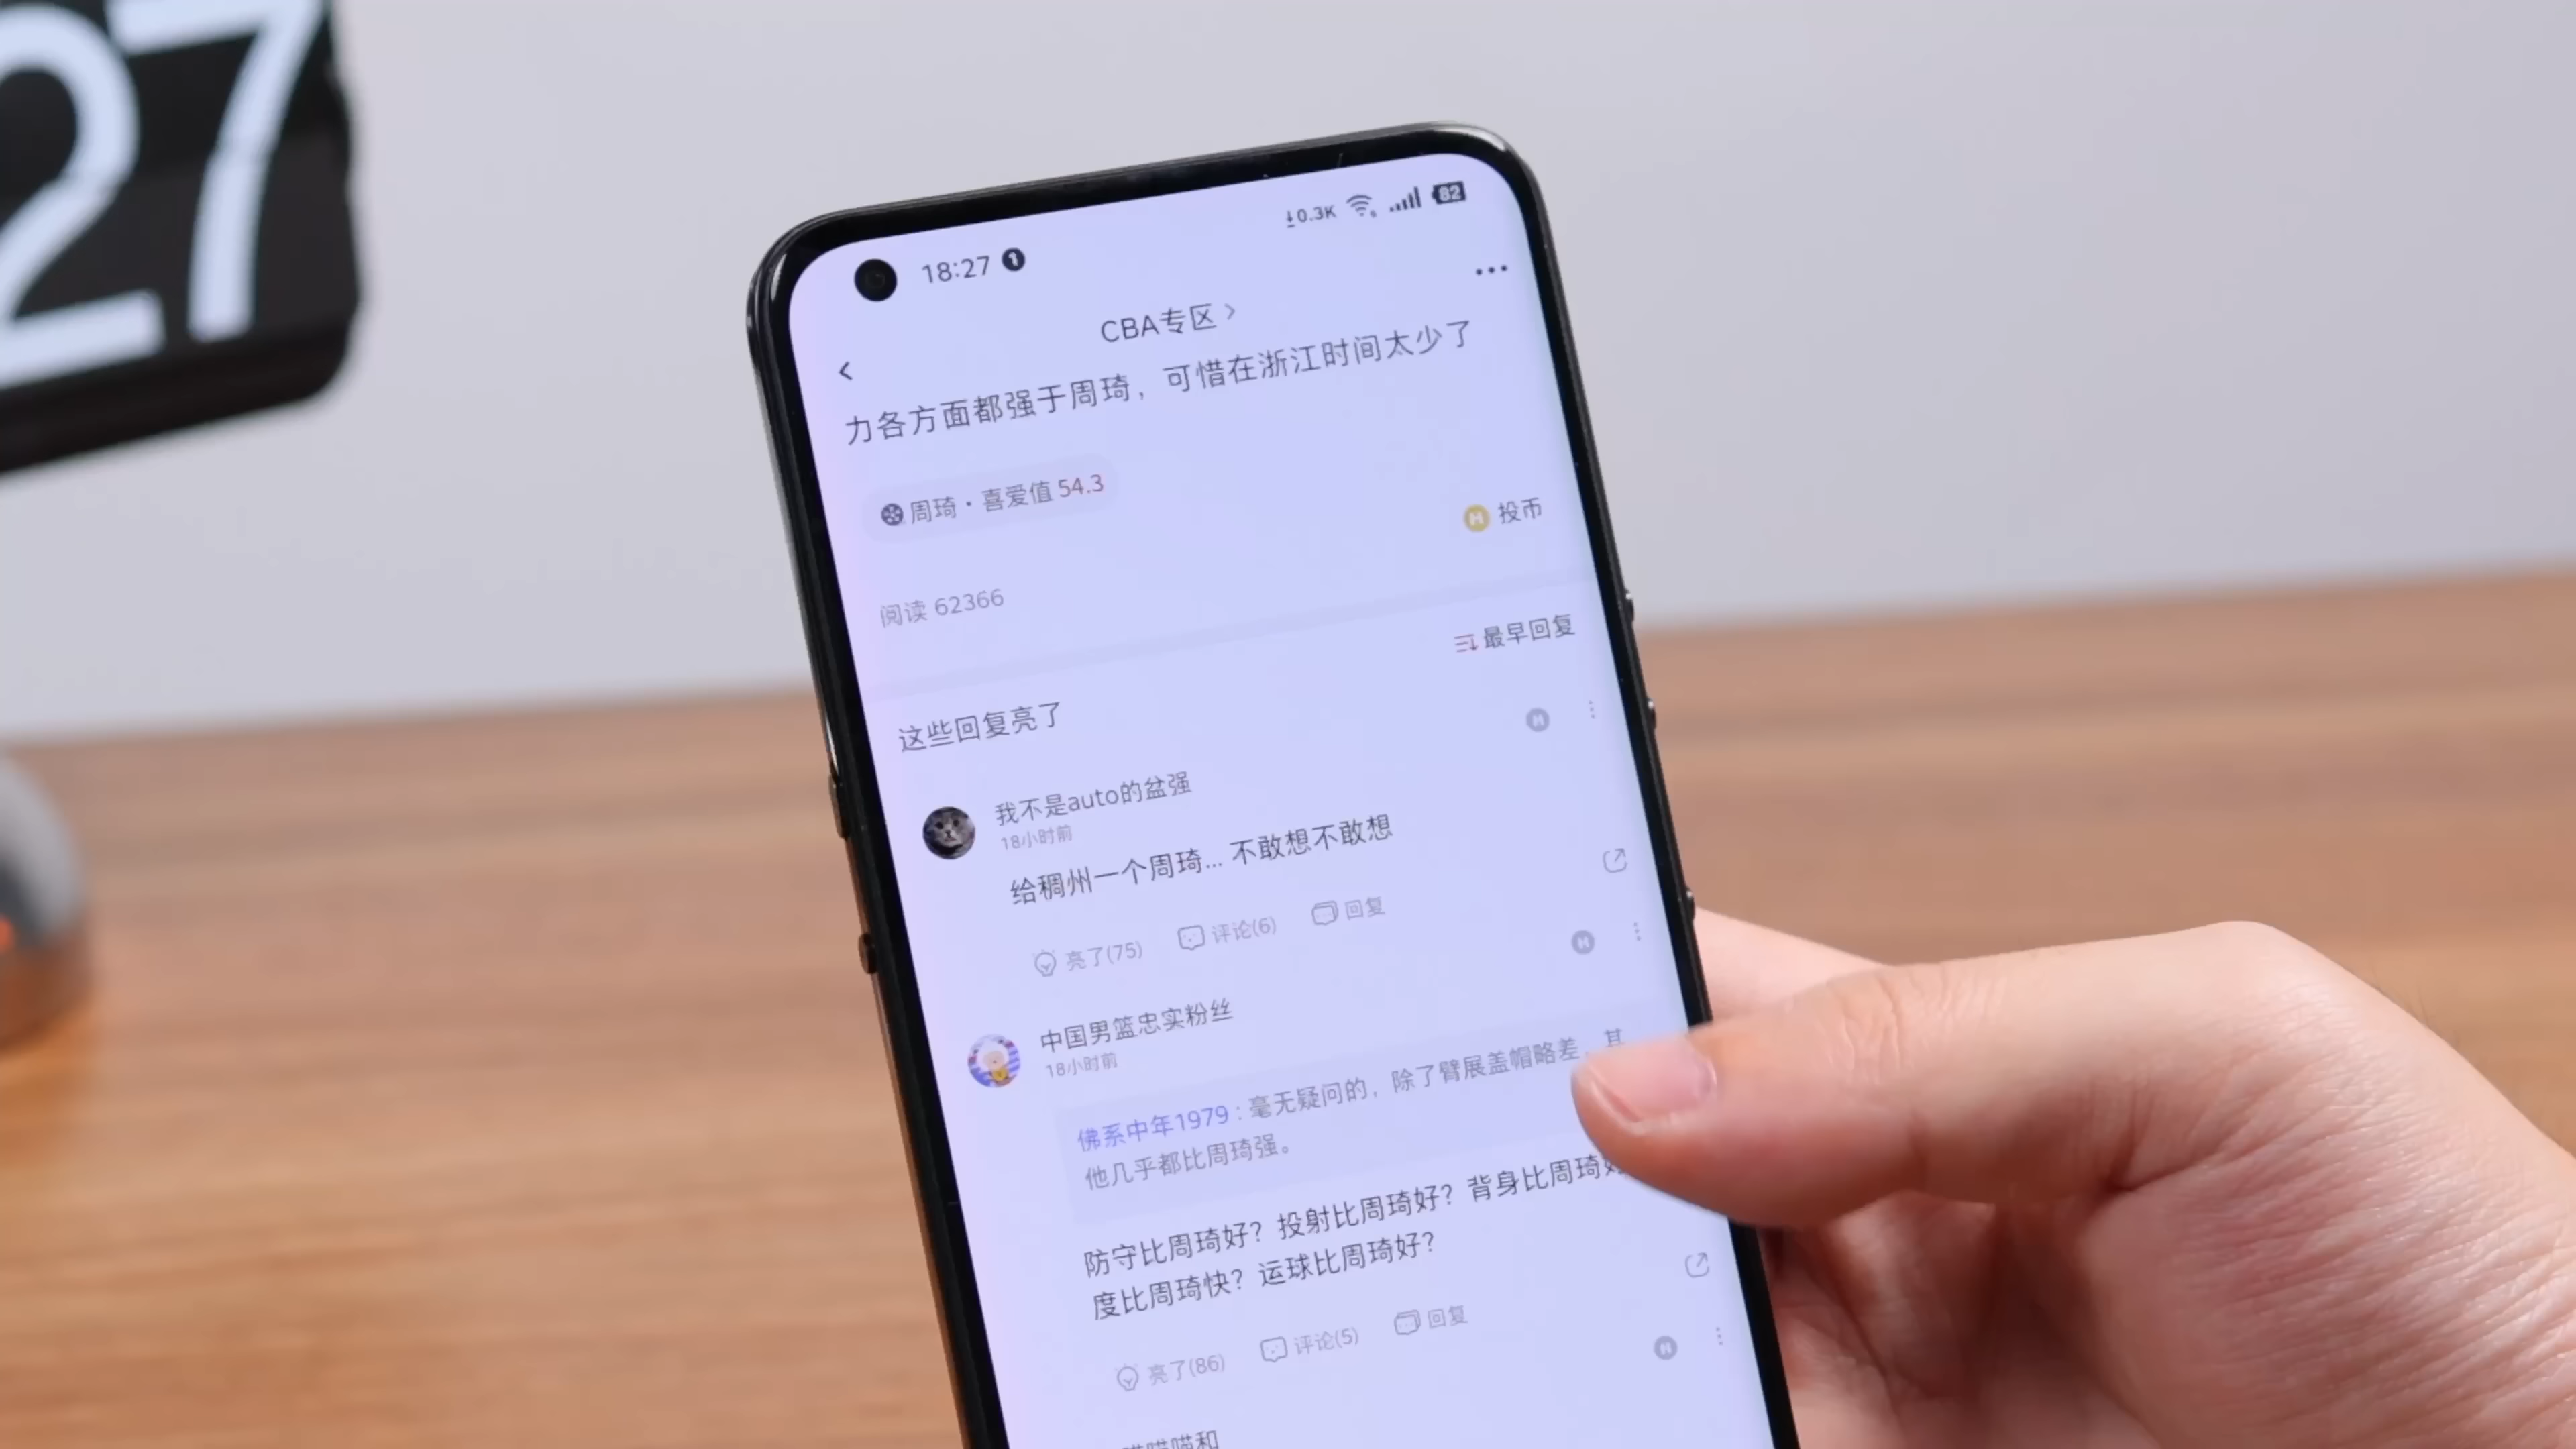 27
18:27 1
0.3K 82
CBA专区
力各方面都强于周琦，可惜在浙江时间太少了
周琦・喜爱值 54.3
投币
阅读 62366
最早回复
这些回复亮了
我不是auto的盆强
18小时前
给稠州一个周琦... 不敢想不敢想
亮了(75) 评论(6) 回复
中国男篮忠实粉丝
18小时前
佛系中年1979 : 毫无疑问的，除了臂展盖帽略差，其
他几乎都比周琦强。
防守比周琦好？投射比周琦好？背身比周琦好
度比周琦快？运球比周琦好？
亮了(86) 评论(5) 回复